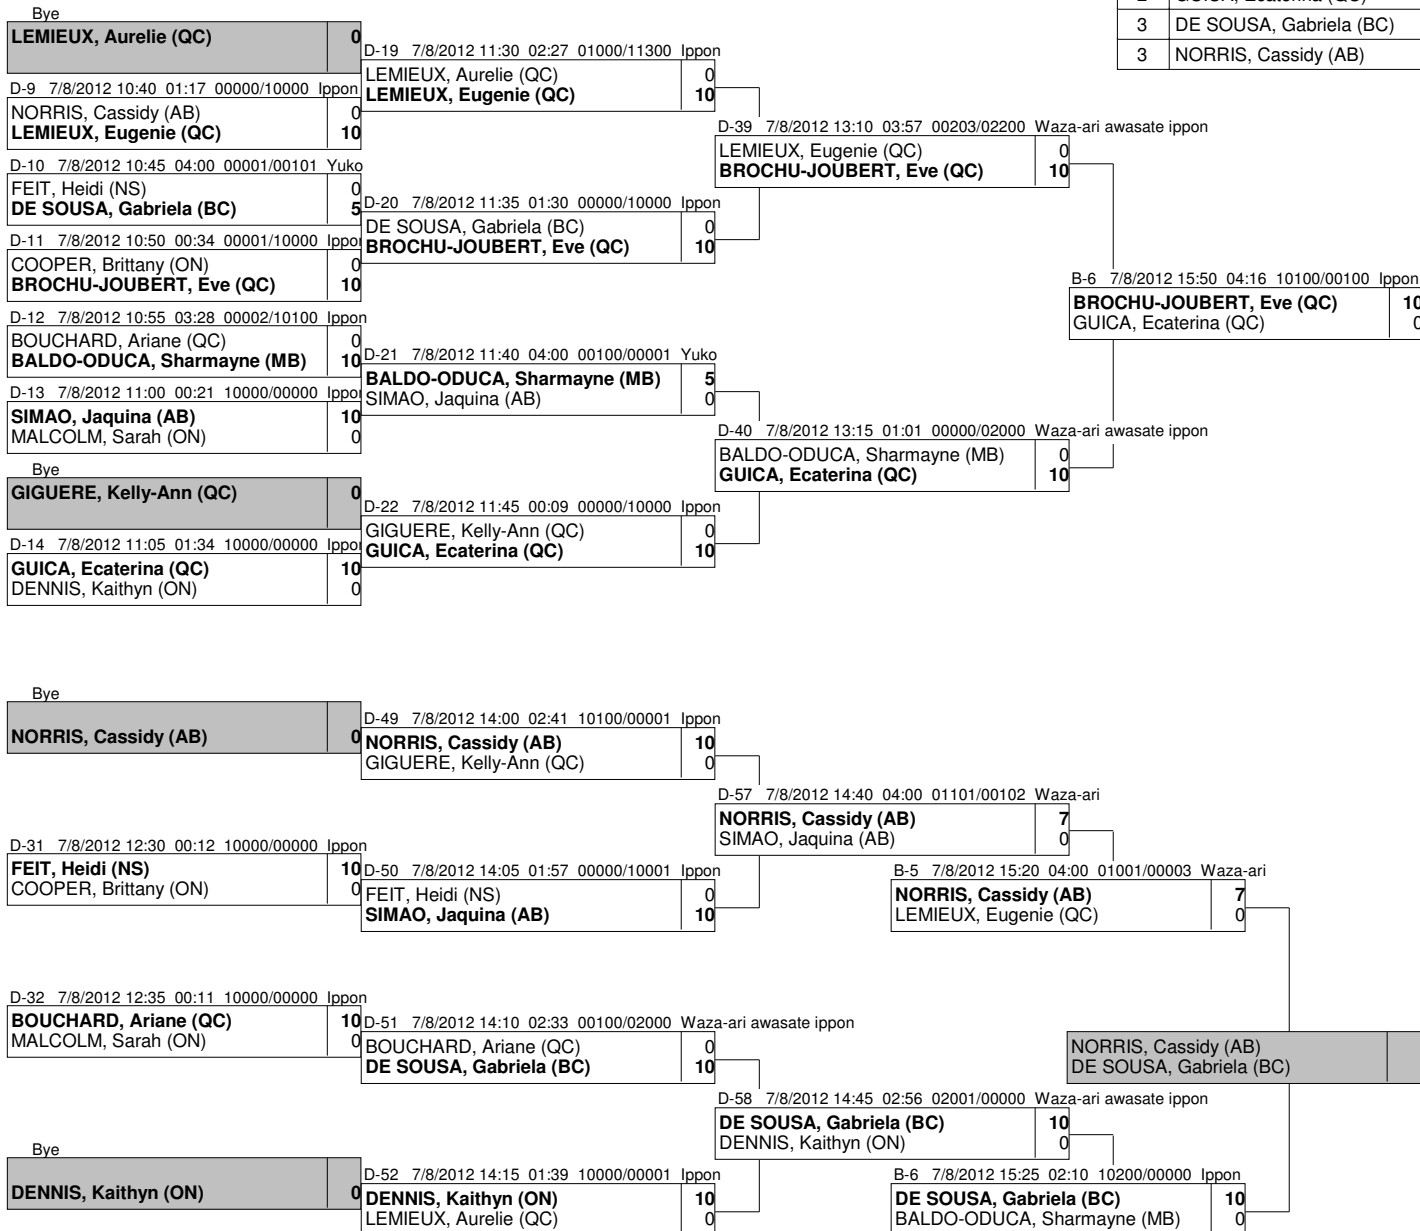 2 GUICA, Ecaterina (QC)
3 DE SOUSA, Gabriela (BC)
3 NORRIS, Cassidy (AB)
Bye
LEMIEUX, Aurelie (QC) 0
D-9 7/8/2012 10:40 01:17 00000/10000 Ippon
NORRIS, Cassidy (AB) 0
LEMIEUX, Eugenie (QC) 10
D-10 7/8/2012 10:45 04:00 00001/00101 Yuko
FEIT, Heidi (NS) 0
DE SOUSA, Gabriela (BC) 5
D-11 7/8/2012 10:50 00:34 00001/10000 Ippon
COOPER, Brittany (ON) 0
BROCHU-JOUBERT, Eve (QC) 10
D-12 7/8/2012 10:55 03:28 00002/10100 Ippon
BOUCHARD, Ariane (QC) 0
BALDO-ODUCA, Sharmayne (MB) 10
D-13 7/8/2012 11:00 00:21 10000/00000 Ippon
SIMAO, Jaquina (AB) 10
MALCOLM, Sarah (ON) 0
Bye
GIGUERE, Kelly-Ann (QC) 0
D-14 7/8/2012 11:05 01:34 10000/00000 Ippon
GUICA, Ecaterina (QC) 10
DENNIS, Kaithyn (ON) 0
D-19 7/8/2012 11:30 02:27 01000/11300 Ippon
LEMIEUX, Aurelie (QC) 0
LEMIEUX, Eugenie (QC) 10
D-20 7/8/2012 11:35 01:30 00000/10000 Ippon
DE SOUSA, Gabriela (BC) 0
BROCHU-JOUBERT, Eve (QC) 10
D-21 7/8/2012 11:40 04:00 00100/00001 Yuko
BALDO-ODUCA, Sharmayne (MB) 5
SIMAO, Jaquina (AB) 0
D-22 7/8/2012 11:45 00:09 00000/10000 Ippon
GIGUERE, Kelly-Ann (QC) 0
GUICA, Ecaterina (QC) 10
D-39 7/8/2012 13:10 03:57 00203/02200 Waza-ari awasate ippon
LEMIEUX, Eugenie (QC) 0
BROCHU-JOUBERT, Eve (QC) 10
D-40 7/8/2012 13:15 01:01 00000/02000 Waza-ari awasate ippon
BALDO-ODUCA, Sharmayne (MB) 0
GUICA, Ecaterina (QC) 10
B-6 7/8/2012 15:50 04:16 10100/00100 Ippon
BROCHU-JOUBERT, Eve (QC) 10
GUICA, Ecaterina (QC) 0
Bye
NORRIS, Cassidy (AB) 0
D-31 7/8/2012 12:30 00:12 10000/00000 Ippon
FEIT, Heidi (NS) 10
COOPER, Brittany (ON) 0
D-32 7/8/2012 12:35 00:11 10000/00000 Ippon
BOUCHARD, Ariane (QC) 10
MALCOLM, Sarah (ON) 0
Bye
DENNIS, Kaithyn (ON) 0
D-49 7/8/2012 14:00 02:41 10100/00001 Ippon
NORRIS, Cassidy (AB) 10
GIGUERE, Kelly-Ann (QC) 0
D-50 7/8/2012 14:05 01:57 00000/10001 Ippon
FEIT, Heidi (NS) 0
SIMAO, Jaquina (AB) 10
D-51 7/8/2012 14:10 02:33 00100/02000 Waza-ari awasate ippon
BOUCHARD, Ariane (QC) 0
DE SOUSA, Gabriela (BC) 10
D-52 7/8/2012 14:15 01:39 10000/00001 Ippon
DENNIS, Kaithyn (ON) 10
LEMIEUX, Aurelie (QC) 0
D-57 7/8/2012 14:40 04:00 01101/00102 Waza-ari
NORRIS, Cassidy (AB) 7
SIMAO, Jaquina (AB) 0
D-58 7/8/2012 14:45 02:56 02001/00000 Waza-ari awasate ippon
DE SOUSA, Gabriela (BC) 10
DENNIS, Kaithyn (ON) 0
B-5 7/8/2012 15:20 04:00 01001/00003 Waza-ari
NORRIS, Cassidy (AB) 7
LEMIEUX, Eugenie (QC) 0
B-6 7/8/2012 15:25 02:10 10200/00000 Ippon
DE SOUSA, Gabriela (BC) 10
BALDO-ODUCA, Sharmayne (MB) 0
NORRIS, Cassidy (AB)
DE SOUSA, Gabriela (BC)